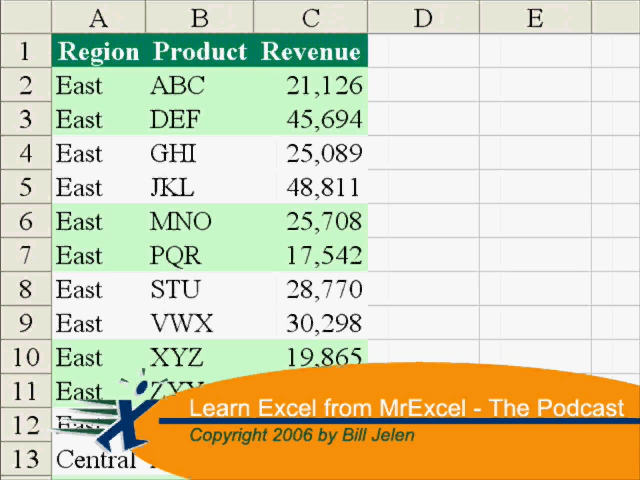 A B C D E
1 Region Product Revenue
2 East ABC 21,126
3 East DEF 45,694
4 East GHI 25,089
5 East JKL 48,811
6 East MNO 25,708
7 East PQR 17,542
8 East STU 28,770
9 East VWX 30,298
10 East XYZ 19,865
11 East
12 East
13 Central
Learn Excel from MrExcel - The Podcast
Copyright 2006 by Bill Jelen